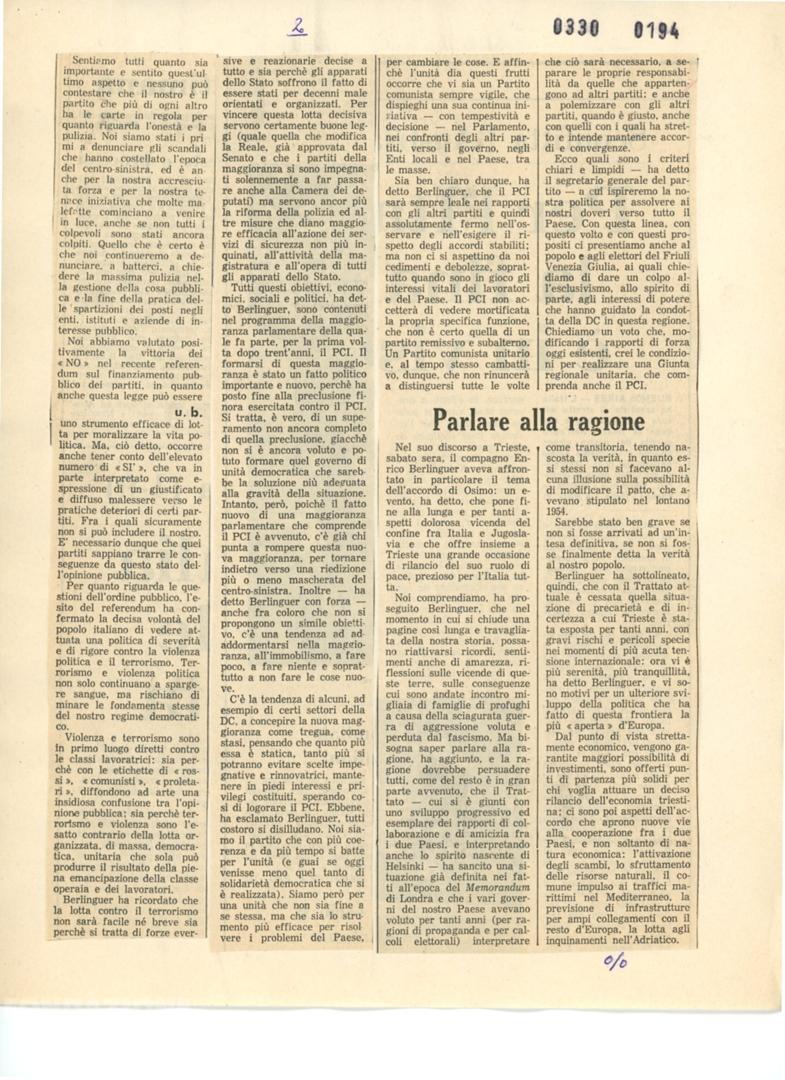 2
0330 0194
Sentiamo tutti quanto sia
importante e sentito quest'ul-
timo aspetto e nessuno può
contestare che il nostro è il
partito che più di ogni altro
ha le carte in regola per
quanto riguarda l'onestà e la
pulizia. Noi siamo stati i pri-
mi a denunciare gli scandali
che hanno costellato l'epoca
del centro-sinistra, ed è an-
che per la nostra accresciu-
ta forza e per la nostra te-
nace iniziativa che molte ma-
lefatte cominciano a venire
in luce, anche se non tutti i
colpevoli sono stati ancora
colpiti. Quello che è certo è
che noi continueremo a de-
nunciare, a batterci, a chie-
dere la massima pulizia nel-
la gestione della cosa pubbli-
ca e la fine della pratica del-
le spartizioni dei posti negli
enti, istituti e aziende di in-
teresse pubblico.
Noi abbiamo valutato posi-
tivamente la vittoria dei
« NO » nel recente referen-
dum sul finanziamento pub-
blico dei partiti, in quanto
anche questa legge può essere
u. b.
uno strumento efficace di lot-
ta per moralizzare la vita po-
litica. Ma, ciò detto, occorre
anche tener conto dell'elevato
numero di « SI' », che va in
parte interpretato come e-
spressione di un giustificato
e diffuso malessere verso le
pratiche deteriori di certi par-
titi. Fra i quali sicuramente
non si può includere il nostro.
E' necessario dunque che quei
partiti sappiano trarre le con-
seguenze da questo stato del-
l'opinione pubblica.
Per quanto riguarda le que-
stioni dell'ordine pubblico, l'e-
sito del referendum ha con-
fermato la decisa volontà del
popolo italiano di vedere at-
tuata una politica di severità
e di rigore contro la violenza
politica e il terrorismo. Ter-
rorismo e violenza politica
non solo continuano a sparge-
re sangue, ma rischiano di
minare le fondamenta stesse
del nostro regime democrati-
co.
Violenza e terrorismo sono
in primo luogo diretti contro
le classi lavoratrici: sia per-
chè con le etichette di « ros-
si », « comunisti », « proleta-
ri », diffondono ad arte una
insidiosa confusione tra l'opi-
nione pubblica; sia perchè ter-
rorismo e violenza sono l'e-
satto contrario della lotta or-
ganizzata, di massa, democra-
tica, unitaria che sola può
produrre il risultato della pie-
na emancipazione della classe
operaia e dei lavoratori.
Berlinguer ha ricordato che
la lotta contro il terrorismo
non sarà facile né breve sia
perchè si tratta di forze ever-
sive e reazionarie decise a
tutto e sia perchè gli apparati
dello Stato soffrono il fatto di
essere stati per decenni male
orientati e organizzati. Per
vincere questa lotta decisiva
servono certamente buone leg-
gi (quale quella che modifica
la Reale, già approvata dal
Senato e che i partiti della
maggioranza si sono impegna-
ti solennemente a far passa-
re anche alla Camera dei de-
putati) ma servono ancor più
la riforma della polizia ed al-
tre misure che diano maggio-
re efficacia all'azione dei ser-
vizi di sicurezza non più in-
quinati, all'attività della ma-
gistratura e all'opera di tutti
gli apparati dello Stato.
Tutti questi obiettivi, econo-
mici, sociali e politici, ha det-
to Berlinguer, sono contenuti
nel programma della maggio-
ranza parlamentare della qua-
le fa parte, per la prima vol-
ta dopo trent'anni, il PCI. Il
formarsi di questa maggio-
ranza è stato un fatto politico
importante e nuovo, perchè ha
posto fine alla preclusione fi-
nora esercitata contro il PCI.
Si tratta, è vero, di un supe-
ramento non ancora completo
di quella preclusione, giacchè
non si è ancora voluto e po-
tuto formare quel governo di
unità democratica che sareb-
be la soluzione più adeguata
alla gravità della situazione.
Intanto, però, poichè il fatto
nuovo di una maggioranza
parlamentare che comprende
il PCI è avvenuto, c'è già chi
punta a rompere questa nuo-
va maggioranza, per tornare
indietro verso una riedizione
più o meno mascherata del
centro-sinistra. Inoltre — ha
detto Berlinguer con forza —
anche fra coloro che non si
propongono un simile obietti-
vo, c'è una tendenza ad ad-
addormentarsi nella maggio-
ranza, all'immobilismo, a fare
poco, a fare niente e soprat-
tutto a non fare le cose nuo-
ve.
C'è la tendenza di alcuni, ad
esempio di certi settori della
DC, a concepire la nuova mag-
gioranza come tregua, come
stasi, pensando che quanto più
essa è statica, tanto più si
potranno evitare scelte impe-
gnative e rinnovatrici, mante-
nere in piedi interessi e pri-
vilegi costituiti, sperando co-
sì di logorare il PCI. Ebbene,
ha esclamato Berlinguer, tutti
costoro si disilludano. Noi sia-
mo il partito che con più coe-
renza e da più tempo si batte
per l'unità (e guai se oggi
venisse meno quel tanto di
solidarietà democratica che si
è realizzata). Siamo però per
una unità che non sia fine a
se stessa, ma che sia lo stru-
mento più efficace per risol
vere i problemi del Paese,
per cambiare le cose. E affin-
chè l'unità dia questi frutti
occorre che vi sia un Partito
comunista sempre vigile, che
dispieghi una sua continua ini-
ziativa — con tempestività e
decisione — nel Parlamento,
nei confronti degli altri par-
titi, verso il governo, negli
Enti locali e nel Paese, tra
le masse.
Sia ben chiaro dunque, ha
detto Berlinguer, che il PCI
sarà sempre leale nei rapporti
con gli altri partiti e quindi
assolutamente fermo nell'os-
servare e nell'esigere il ri-
spetto degli accordi stabiliti;
ma non ci si aspettino da noi
cedimenti e debolezze, soprat-
tutto quando sono in gioco gli
interessi vitali dei lavoratori
e del Paese. Il PCI non ac-
cetterà di vedere mortificata
la propria specifica funzione,
che non è certo quella di un
partito remissivo e subalterno.
Un Partito comunista unitario
e, al tempo stesso combatti-
vo, dunque, che non rinuncerà
a distinguersi tutte le volte
che ciò sarà necessario, a se-
parare le proprie responsabi-
lità da quelle che apparten-
gono ad altri partiti: e anche
a polemizzare con gli altri
partiti, quando è giusto, anche
con quelli con i quali ha stret-
to e intende mantenere accor-
di e convergenze.
Ecco quali sono i criteri
chiari e limpidi — ha detto
il segretario generale del par-
tito — a cui ispireremo la no-
stra politica per assolvere ai
nostri doveri verso tutto il
Paese. Con questa linea, con
questo volto e con questi pro-
positi ci presentiamo anche al
popolo e agli elettori del Friuli
Venezia Giulia, ai quali chie-
diamo di dare un colpo al-
l'esclusivismo, allo spirito di
parte, agli interessi di potere
che hanno guidato la condot-
ta della DC in questa regione.
Chiediamo un voto che, mo-
dificando i rapporti di forza
oggi esistenti, crei le condizio-
ni per realizzare una Giunta
regionale unitaria, che com-
prenda anche il PCI.
Parlare alla ragione
Nel suo discorso a Trieste,
sabato sera, il compagno En-
rico Berlinguer aveva affron-
tato in particolare il tema
dell'accordo di Osimo: un e-
vento, ha detto, che pone fi-
ne alla lunga e per tanti a-
spetti dolorosa vicenda del
confine fra Italia e Jugosla-
via e che offre insieme a
Trieste una grande occasione
di rilancio del suo ruolo di
pace, prezioso per l'Italia tut-
ta.
Noi comprendiamo, ha pro-
seguito Berlinguer, che nel
momento in cui si chiude una
pagine così lunga e travaglia-
ta della nostra storia, possa-
no riattivarsi ricordi, senti-
menti anche di amarezza, ri-
flessioni sulle vicende di que-
ste terre, sulle conseguenze
cui sono andate incontro mi-
gliaia di famiglie di profughi
a causa della sciagurata guer-
ra di aggressione voluta e
perduta dal fascismo. Ma bi-
sogna saper parlare alla ra-
gione, ha aggiunto, e la ra-
gione dovrebbe persuadere
tutti, come del resto è in gran
parte avvenuto, che il Trat-
tato — cui si è giunti con
uno sviluppo progressivo ed
esemplare dei rapporti di col-
laborazione e di amicizia fra
i due Paesi, e interpretando
anche lo spirito nascente di
Helsinki — ha sancito una si-
tuazione già definita nei fat-
ti all'epoca del Memorandum
di Londra e che i vari gover-
ni del nostro Paese avevano
voluto per tanti anni (per ra-
gioni di propaganda e per cal-
coli elettorali) interpretare
come transitoria, tenendo na-
scosta la verità, in quanto es-
si stessi non si facevano al-
cuna illusione sulla possibilità
di modificare il patto, che a-
vevano stipulato nel lontano
1954.
Sarebbe stato ben grave se
non si fosse arrivati ad un'in-
tesa definitiva, se non si fos-
se finalmente detta la verità
al nostro popolo.
Berlinguer ha sottolineato,
quindi, che con il Trattato at-
tuale è cessata quella situa-
zione di precarietà e di in-
certezza a cui Trieste è sta-
ta esposta per tanti anni, con
gravi rischi e pericoli specie
nei momenti di più acuta ten-
sione internazionale: ora vi è
più serenità, più tranquillità,
ha detto Berlinguer, e vi so-
no motivi per un ulteriore svi-
luppo della politica che ha
fatto di questa frontiera la
più « aperta » d'Europa.
Dal punto di vista stretta-
mente economico, vengono ga-
rantite maggiori possibilità di
investimenti, sono offerti pun-
ti di partenza più solidi per
chi voglia attuare un deciso
rilancio dell'economia triesti-
na; ci sono poi aspetti dell'ac-
cordo che aprono nuove vie
alla cooperazione fra i due
Paesi, e non soltanto di na-
tura economica: l'attivazione
degli scambi, lo sfruttamento
delle risorse naturali, il co-
mune impulso ai traffici ma-
rittimi nel Mediterraneo, la
previsione di infrastrutture
per ampi collegamenti con il
resto d'Europa, la lotta agli
inquinamenti nell'Adriatico.
o/o